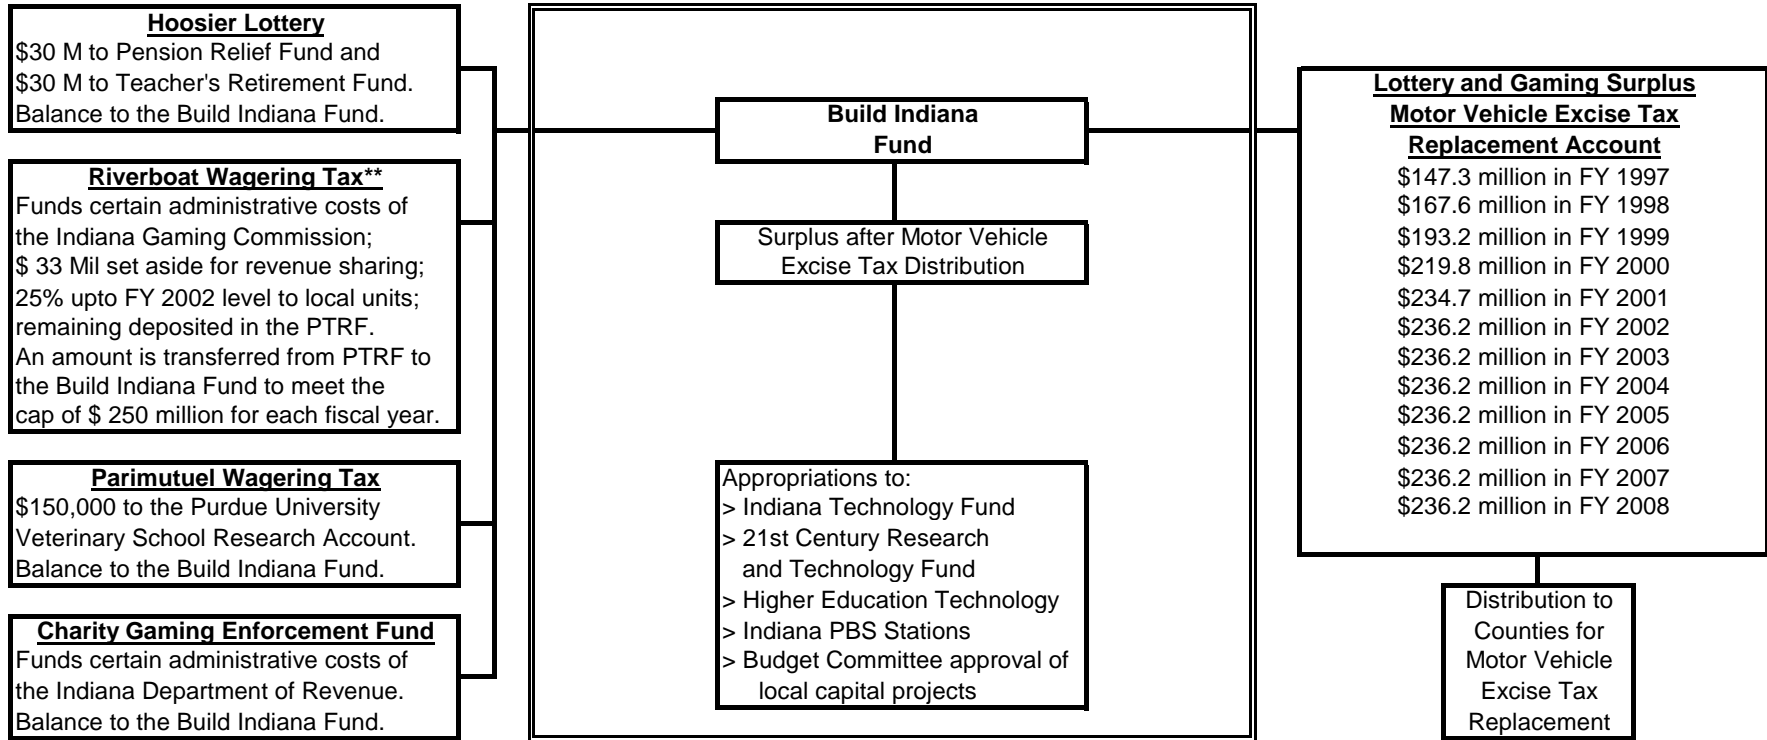 Hoosier Lottery
$30 M to Pension Relief Fund and
$30 M to Teacher's Retirement Fund.
Balance to the Build Indiana Fund.
Riverboat Wagering Tax**
Funds certain administrative costs of
the Indiana Gaming Commission;
$ 33 Mil set aside for revenue sharing;
25% upto FY 2002 level to local units;
remaining deposited in the PTRF.
An amount is transferred from PTRF to
the Build Indiana Fund to meet the
cap of $ 250 million for each fiscal year.
Parimutuel Wagering Tax
$150,000 to the Purdue University
Veterinary School Research Account.
Balance to the Build Indiana Fund.
Charity Gaming Enforcement Fund
Funds certain administrative costs of
the Indiana Department of Revenue.
Balance to the Build Indiana Fund.
Build Indiana
Fund
Surplus after Motor Vehicle
Excise Tax Distribution
Appropriations to:
> Indiana Technology Fund
> 21st Century Research
and Technology Fund
> Higher Education Technology
> Indiana PBS Stations
> Budget Committee approval of
local capital projects
Lottery and Gaming Surplus
Motor Vehicle Excise Tax
Replacement Account
$147.3 million in FY 1997
$167.6 million in FY 1998
$193.2 million in FY 1999
$219.8 million in FY 2000
$234.7 million in FY 2001
$236.2 million in FY 2002
$236.2 million in FY 2003
$236.2 million in FY 2004
$236.2 million in FY 2005
$236.2 million in FY 2006
$236.2 million in FY 2007
$236.2 million in FY 2008
Distribution to
Counties for
Motor Vehicle
Excise Tax
Replacement